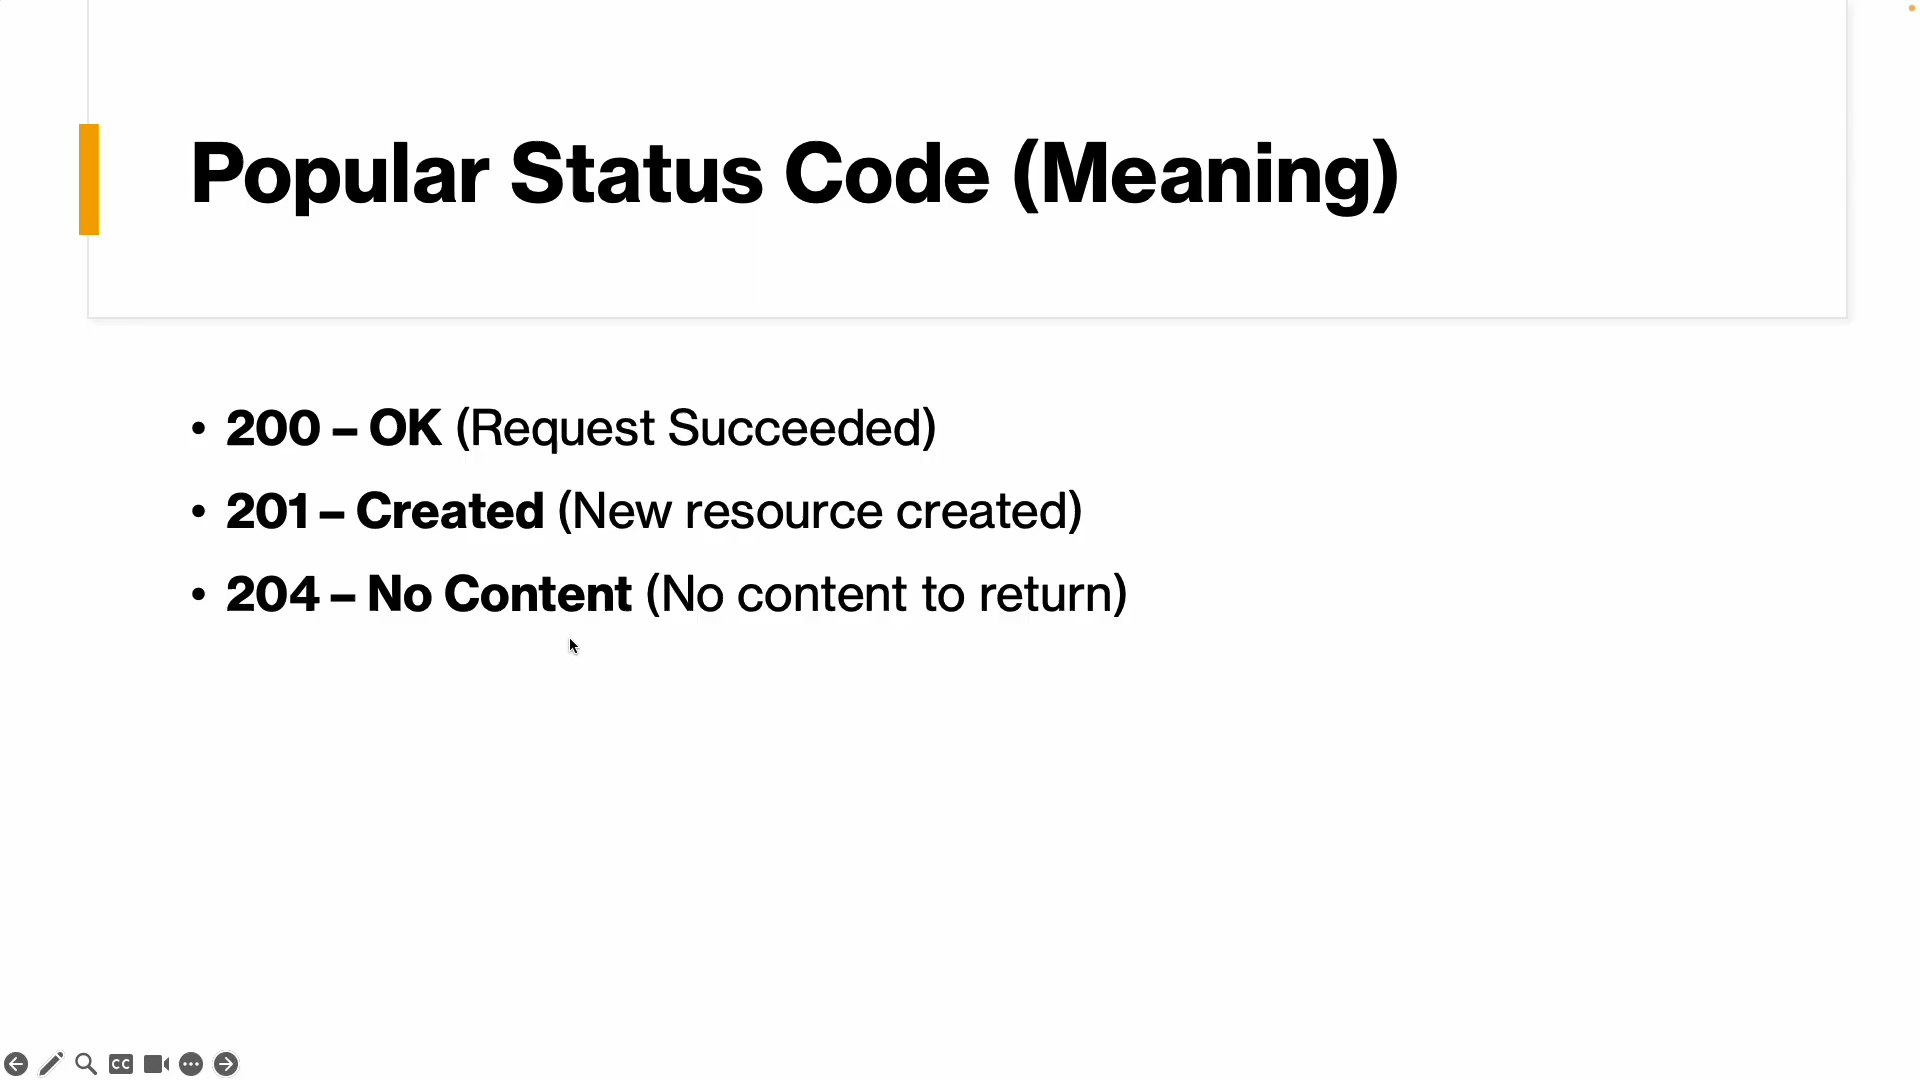 Popular Status Code (Meaning)
• 200 – OK (Request Succeeded)
• 201 – Created (New resource created)
• 204 – No Content (No content to return)
CC